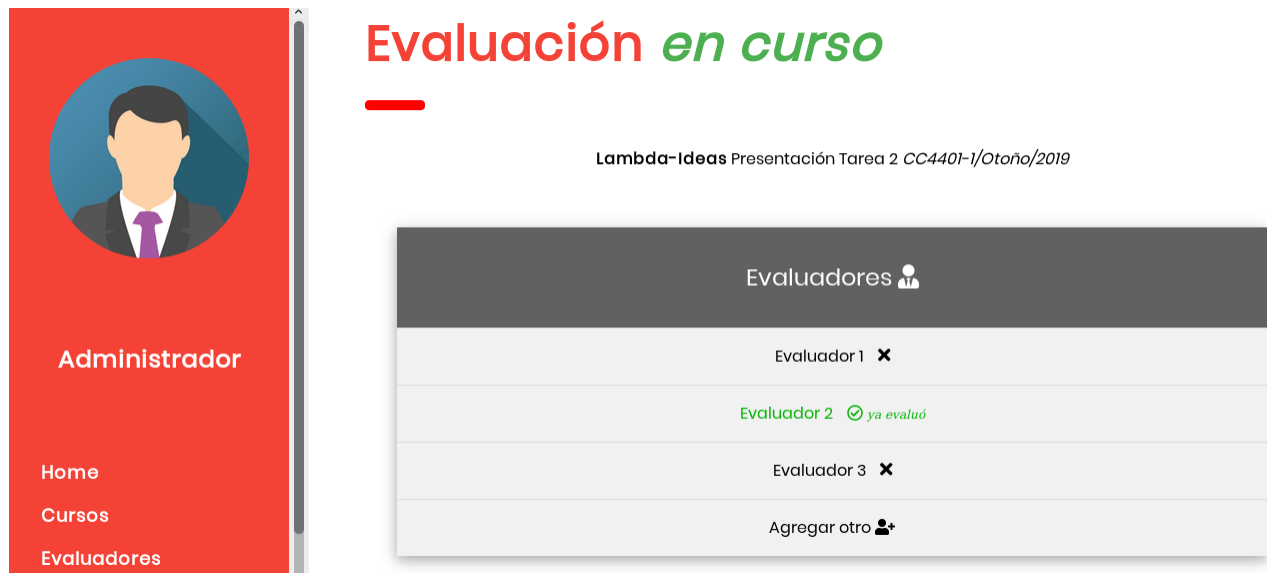 Evaluación en curso
Lambda-Ideas Presentación Tarea 2 CC4401-1/Otoño/2019
Administrador
Home
Cursos
Evaluadores
Evaluadores
Evaluador 1
Evaluador 2 ya evaluó
Evaluador 3
Agregar otro